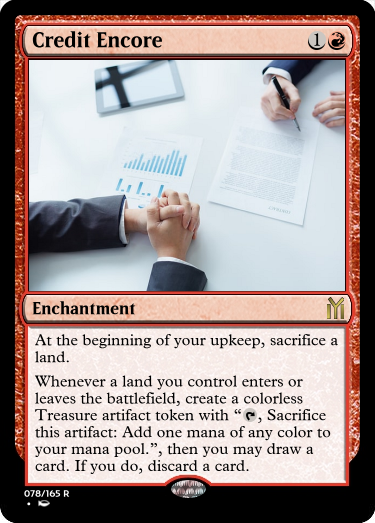 Credit Encore 1
Enchantment
At the beginning of your upkeep, sacrifice a
land.
Whenever a land you control enters or
leaves the battlefield, create a colorless
Treasure artifact token with “, Sacrifice
this artifact: Add one mana of any color to
your mana pool.”, then you may draw a
card. If you do, discard a card.
078/165 R